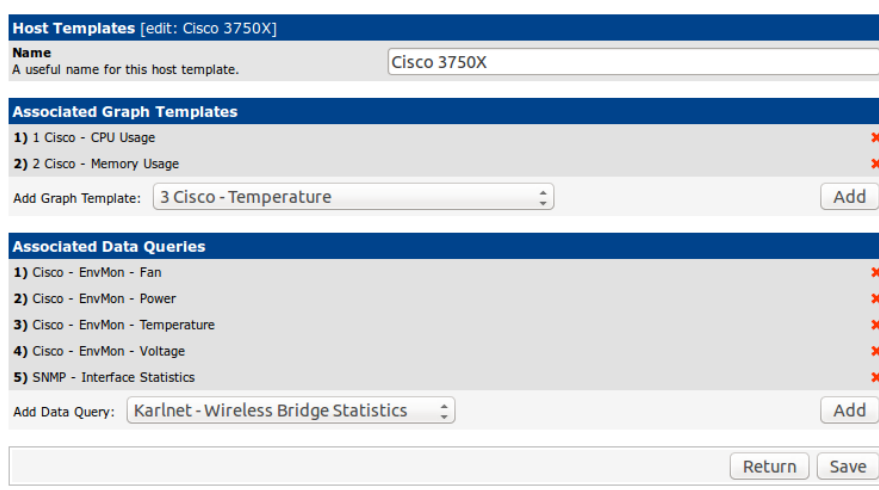 Host Templates [edit: Cisco 3750X]
Name
A useful name for this host template.
Cisco 3750X
Associated Graph Templates
1) 1 Cisco - CPU Usage
2) 2 Cisco - Memory Usage
Add Graph Template: 3 Cisco - Temperature Add
Associated Data Queries
1) Cisco - EnvMon - Fan
2) Cisco - EnvMon - Power
3) Cisco - EnvMon - Temperature
4) Cisco - EnvMon - Voltage
5) SNMP - Interface Statistics
Add Data Query: Karlnet - Wireless Bridge Statistics Add
Return Save